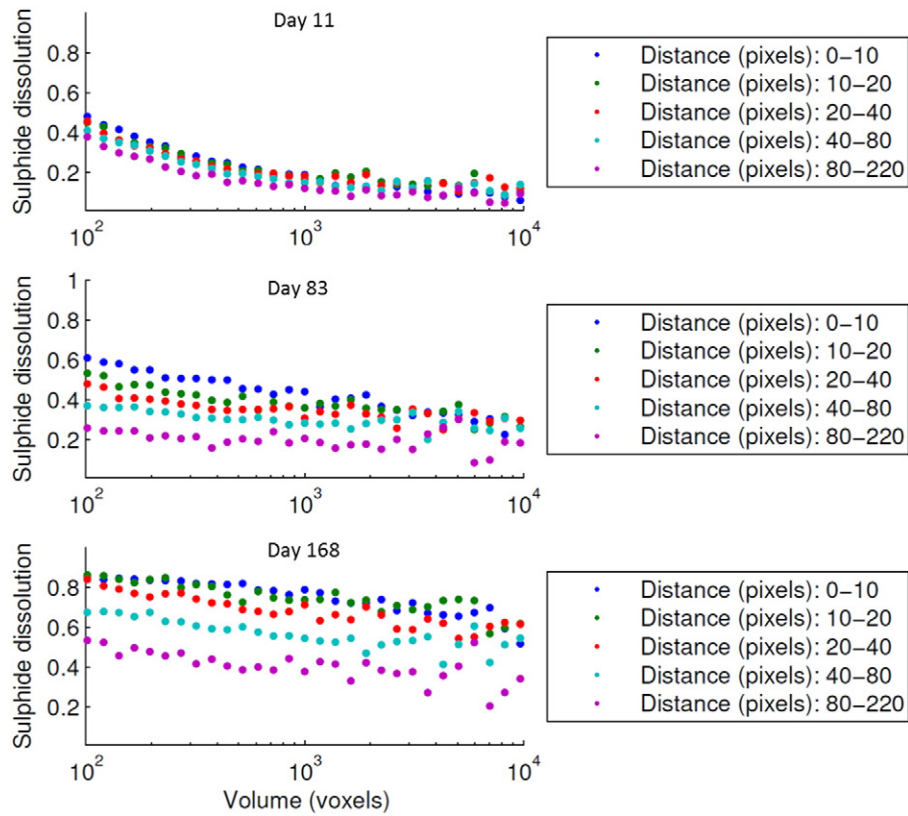 Day 11
Sulphide dissolution
0.8
0.6
0.4
0.2
10^2
10^3
10^4
Distance (pixels): 0−10
Distance (pixels): 10−20
Distance (pixels): 20−40
Distance (pixels): 40−80
Distance (pixels): 80−220
Day 83
Sulphide dissolution
1
0.8
0.6
0.4
0.2
10^2
10^3
10^4
Distance (pixels): 0−10
Distance (pixels): 10−20
Distance (pixels): 20−40
Distance (pixels): 40−80
Distance (pixels): 80−220
Day 168
Sulphide dissolution
0.8
0.6
0.4
0.2
10^2
10^3
10^4
Volume (voxels)
Distance (pixels): 0−10
Distance (pixels): 10−20
Distance (pixels): 20−40
Distance (pixels): 40−80
Distance (pixels): 80−220